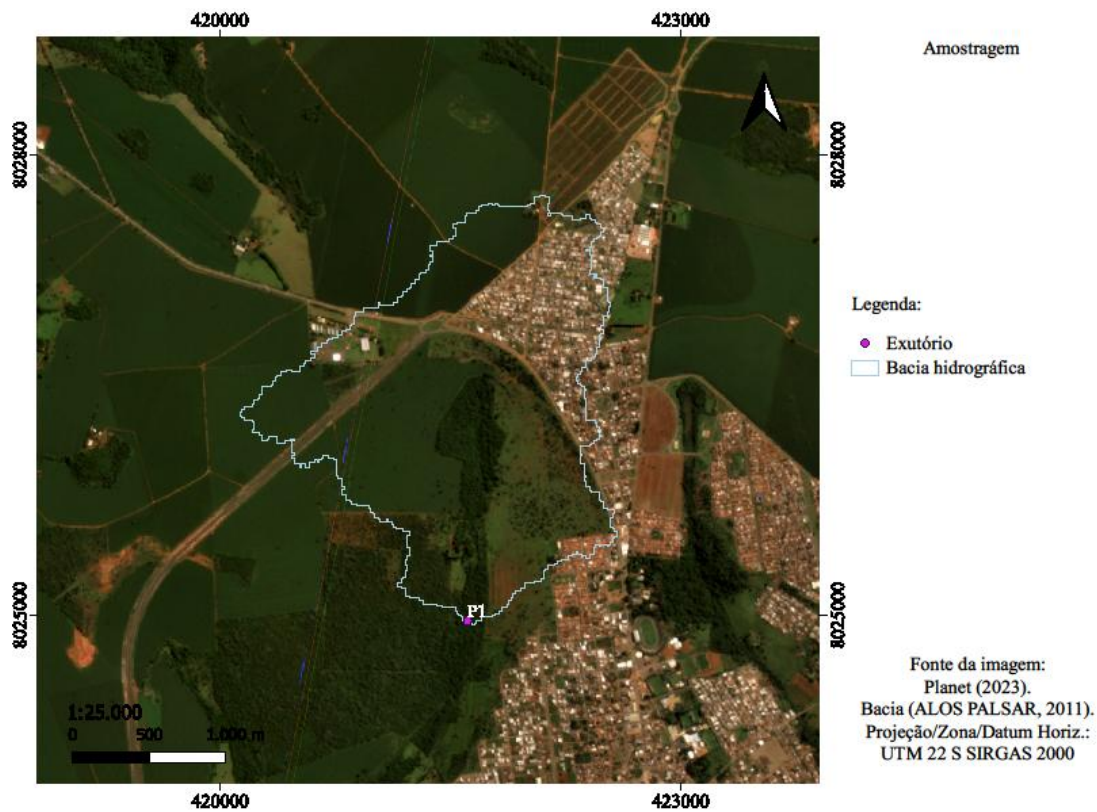 420000 423000
Amostragem
8028000 8028000
Legenda:
Exutório
Bacia hidrográfica
P1
8025000 8025000
Fonte da imagem:
Planet (2023).
Bacia (ALOS PALSAR, 2011).
Projeção/Zona/Datum Horiz.:
UTM 22 S SIRGAS 2000
1:25.000
0 500 1.000 m
420000 423000